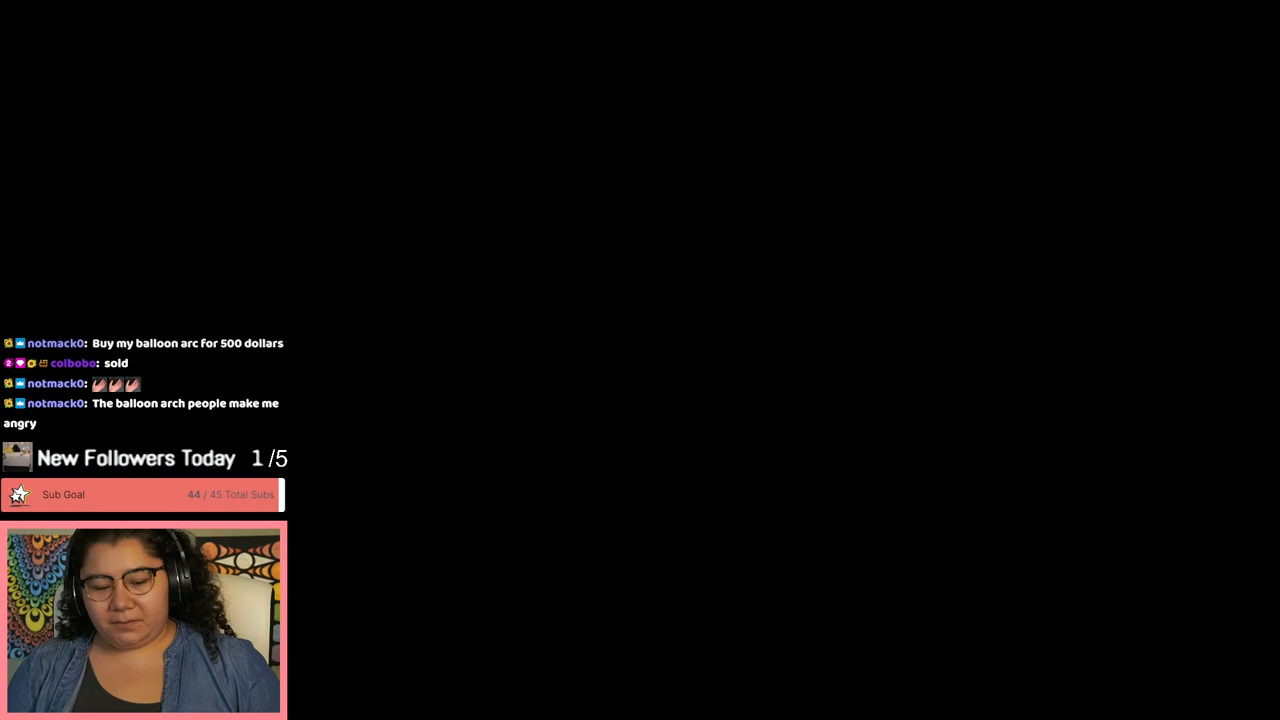 notmack0: Buy my balloon arc for 500 dollars
2 colbobo: sold
notmack0:
notmack0: The balloon arch people make me
angry
New Followers Today 1 /5
Sub Goal 44 / 45 Total Subs